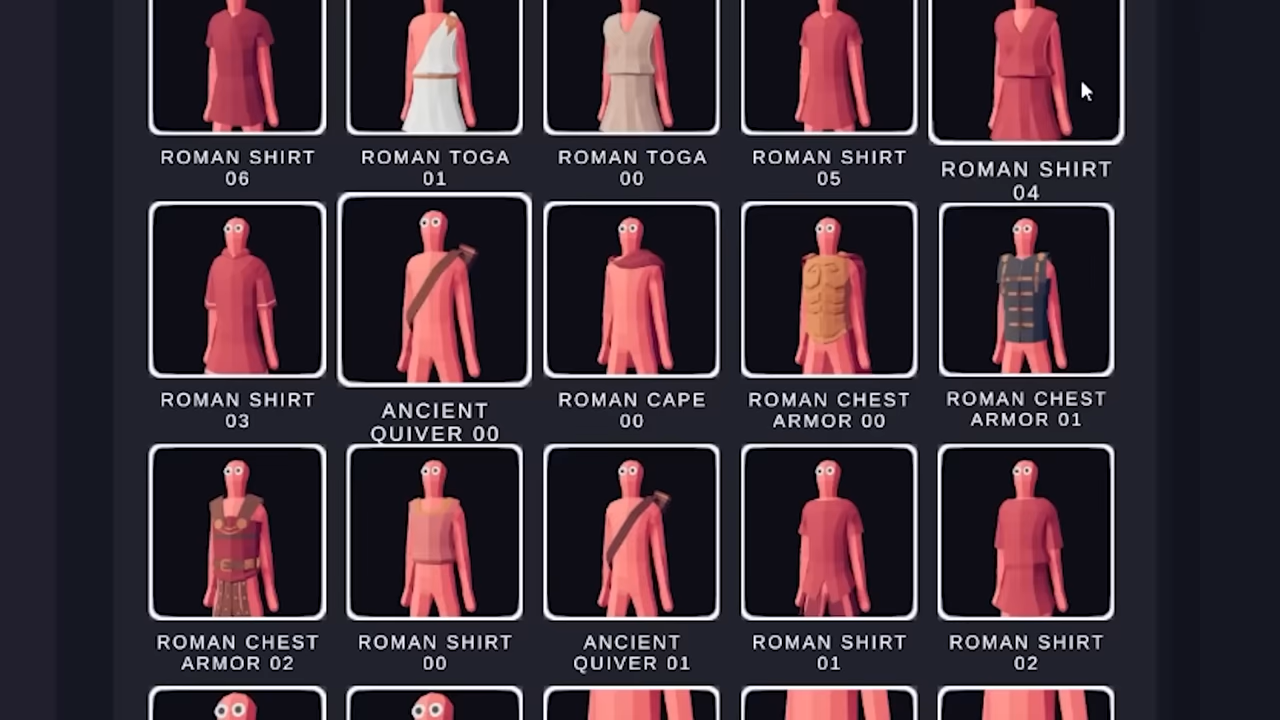 ROMAN SHIRT
06
ROMAN TOGA
01
ROMAN TOGA
00
ROMAN SHIRT
05
ROMAN SHIRT
04
ROMAN SHIRT
03
ANCIENT
QUIVER 00
ROMAN CAPE
00
ROMAN CHEST
ARMOR 00
ROMAN CHEST
ARMOR 01
ROMAN CHEST
ARMOR 02
ROMAN SHIRT
00
ANCIENT
QUIVER 01
ROMAN SHIRT
01
ROMAN SHIRT
02